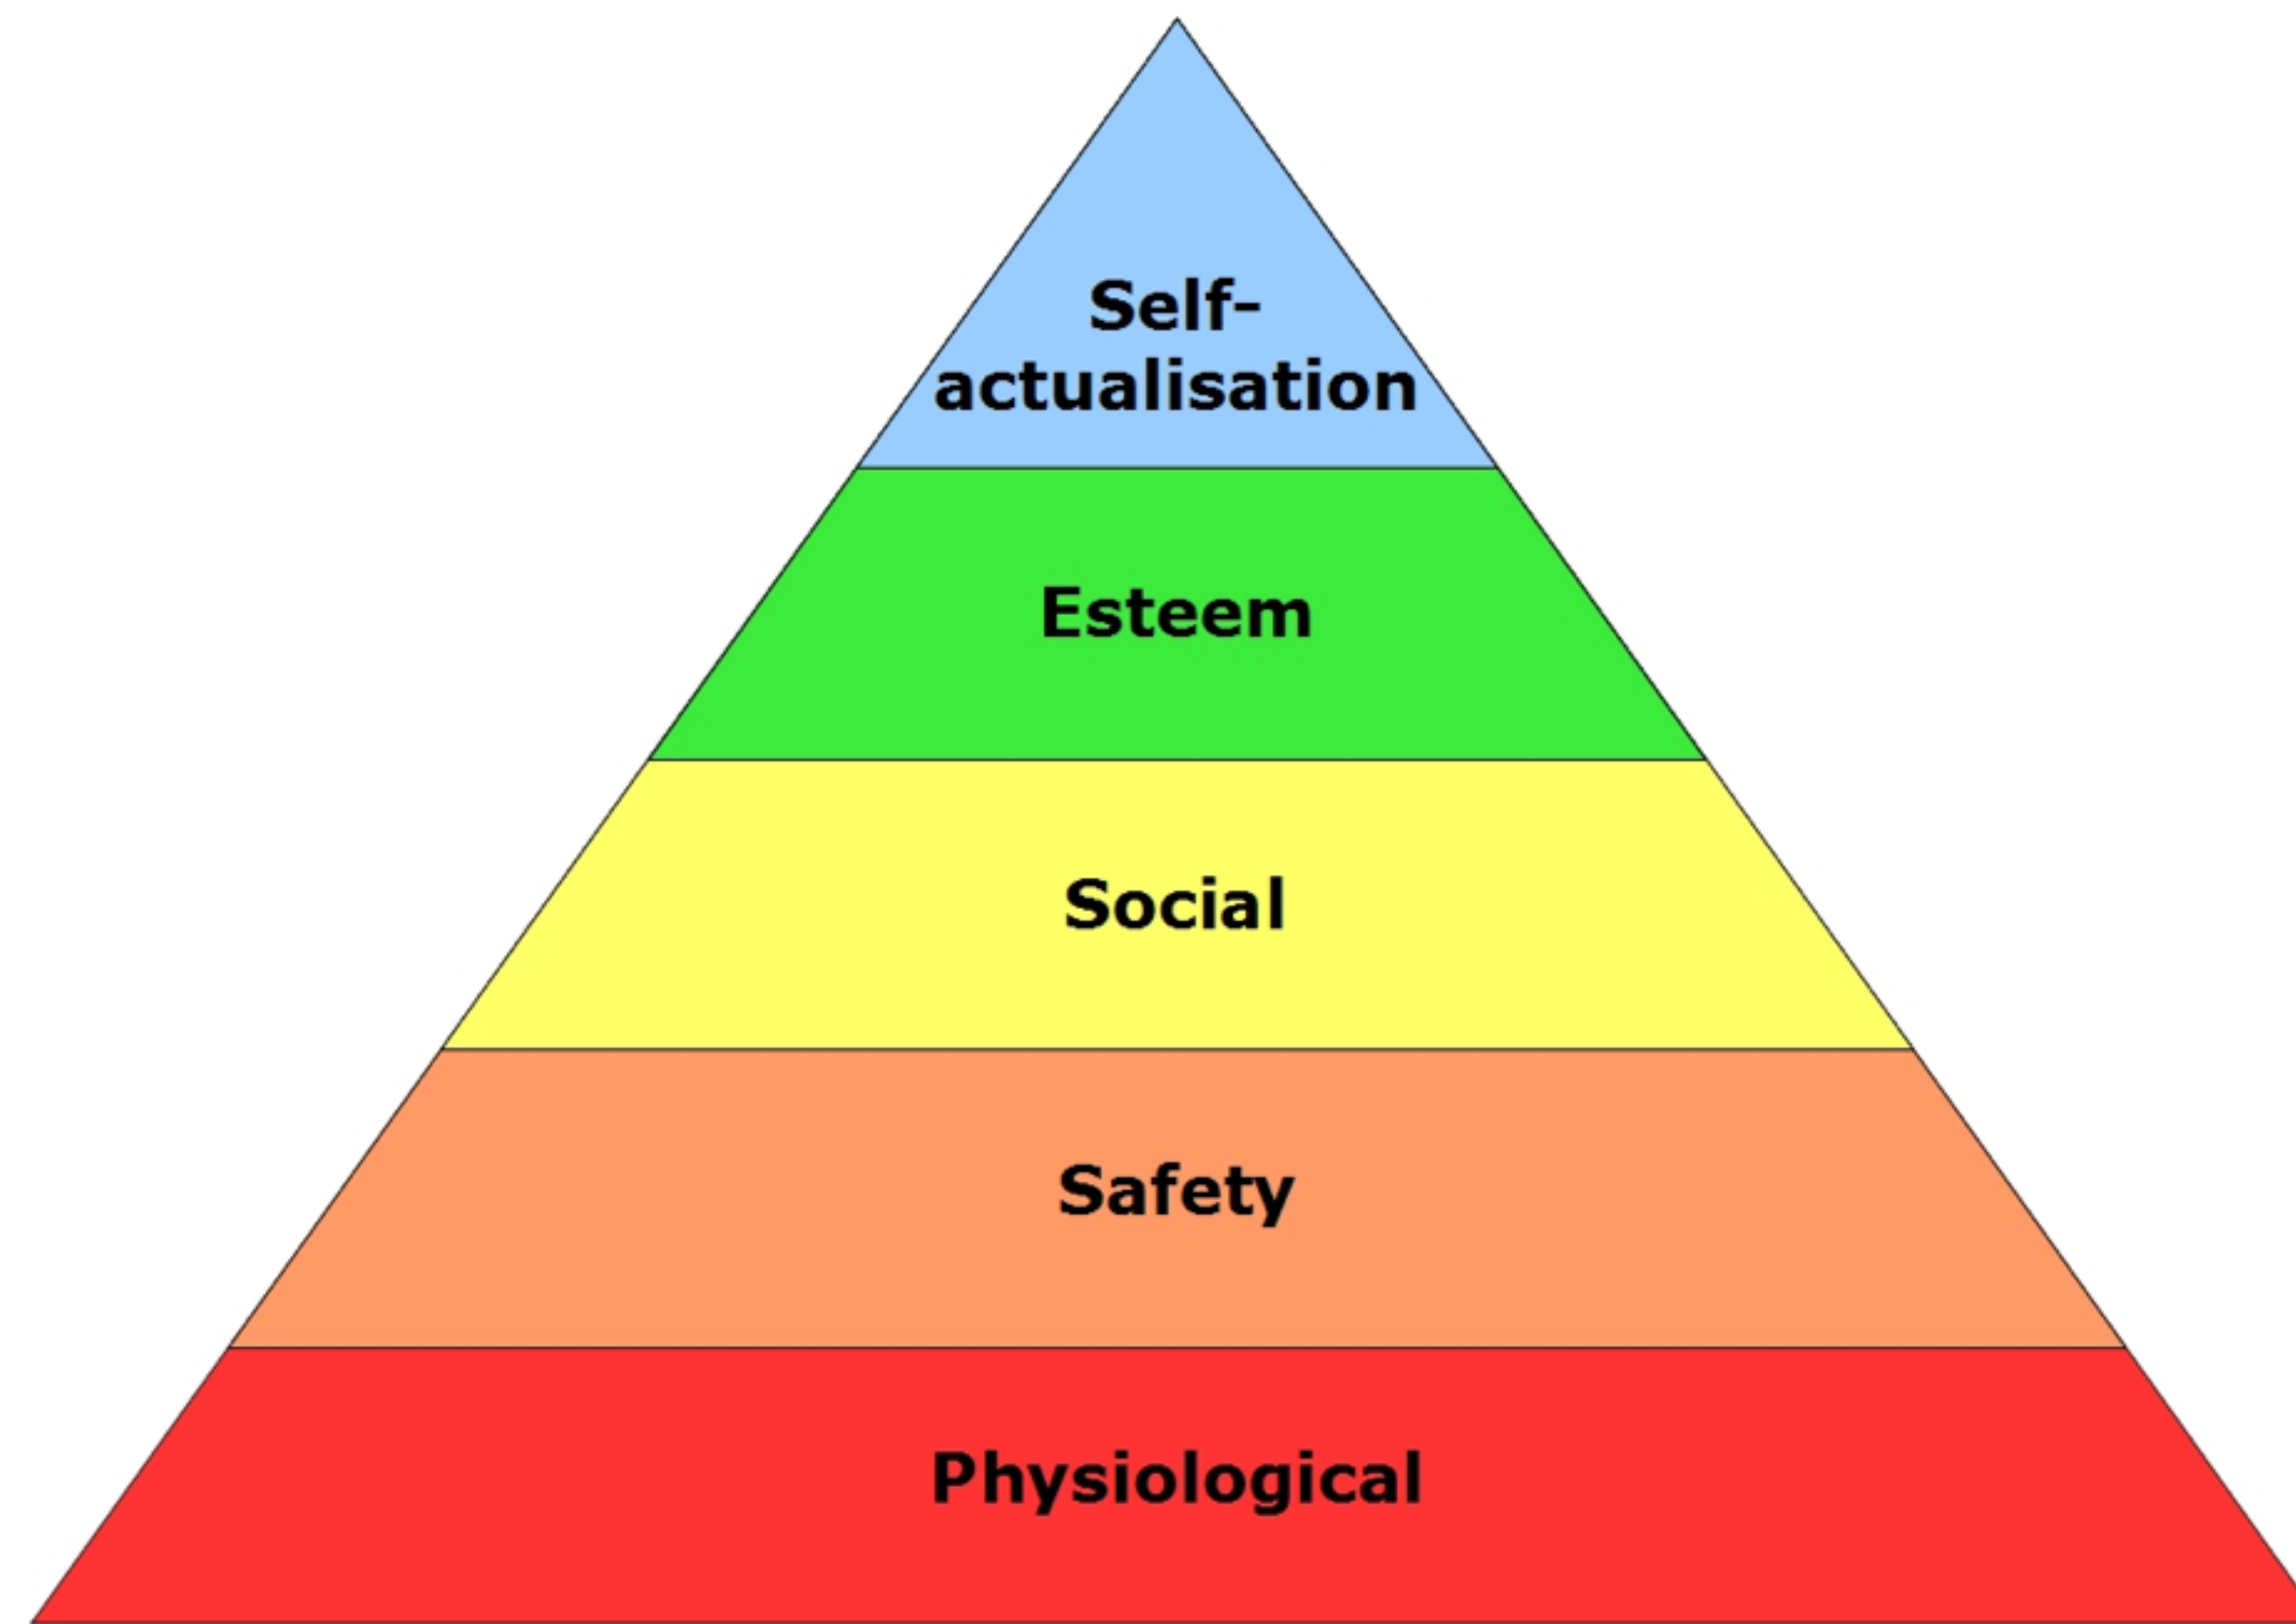 Self-
actualisation
Esteem
Social
Safety
Physiological